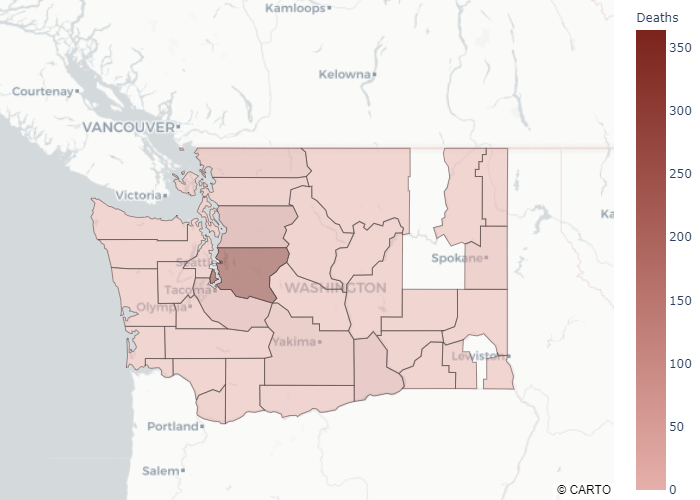 Kamloops
Deaths
350
Kelowna
Courtenay
300
VANCOUVER
250
Victoria
200
Spokane
Seattle
Tacoma
WASHINGTON
Olympia
150
Yakima
Lewiston
100
Portland
50
Salem
© CARTO
0